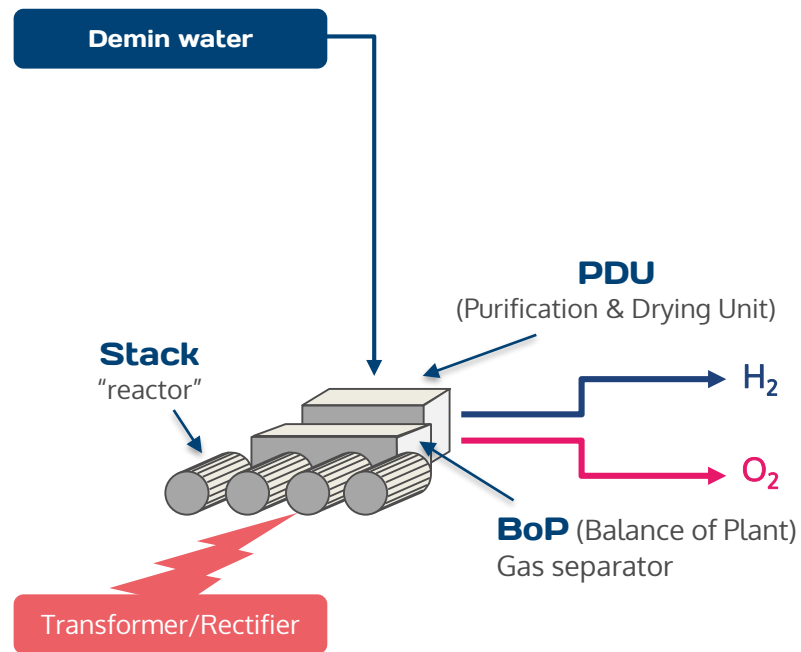 Demin water
PDU
(Purification & Drying Unit)
Stack
“reactor”
H₂
O₂
BoP (Balance of Plant)
Gas separator
Transformer/Rectifier